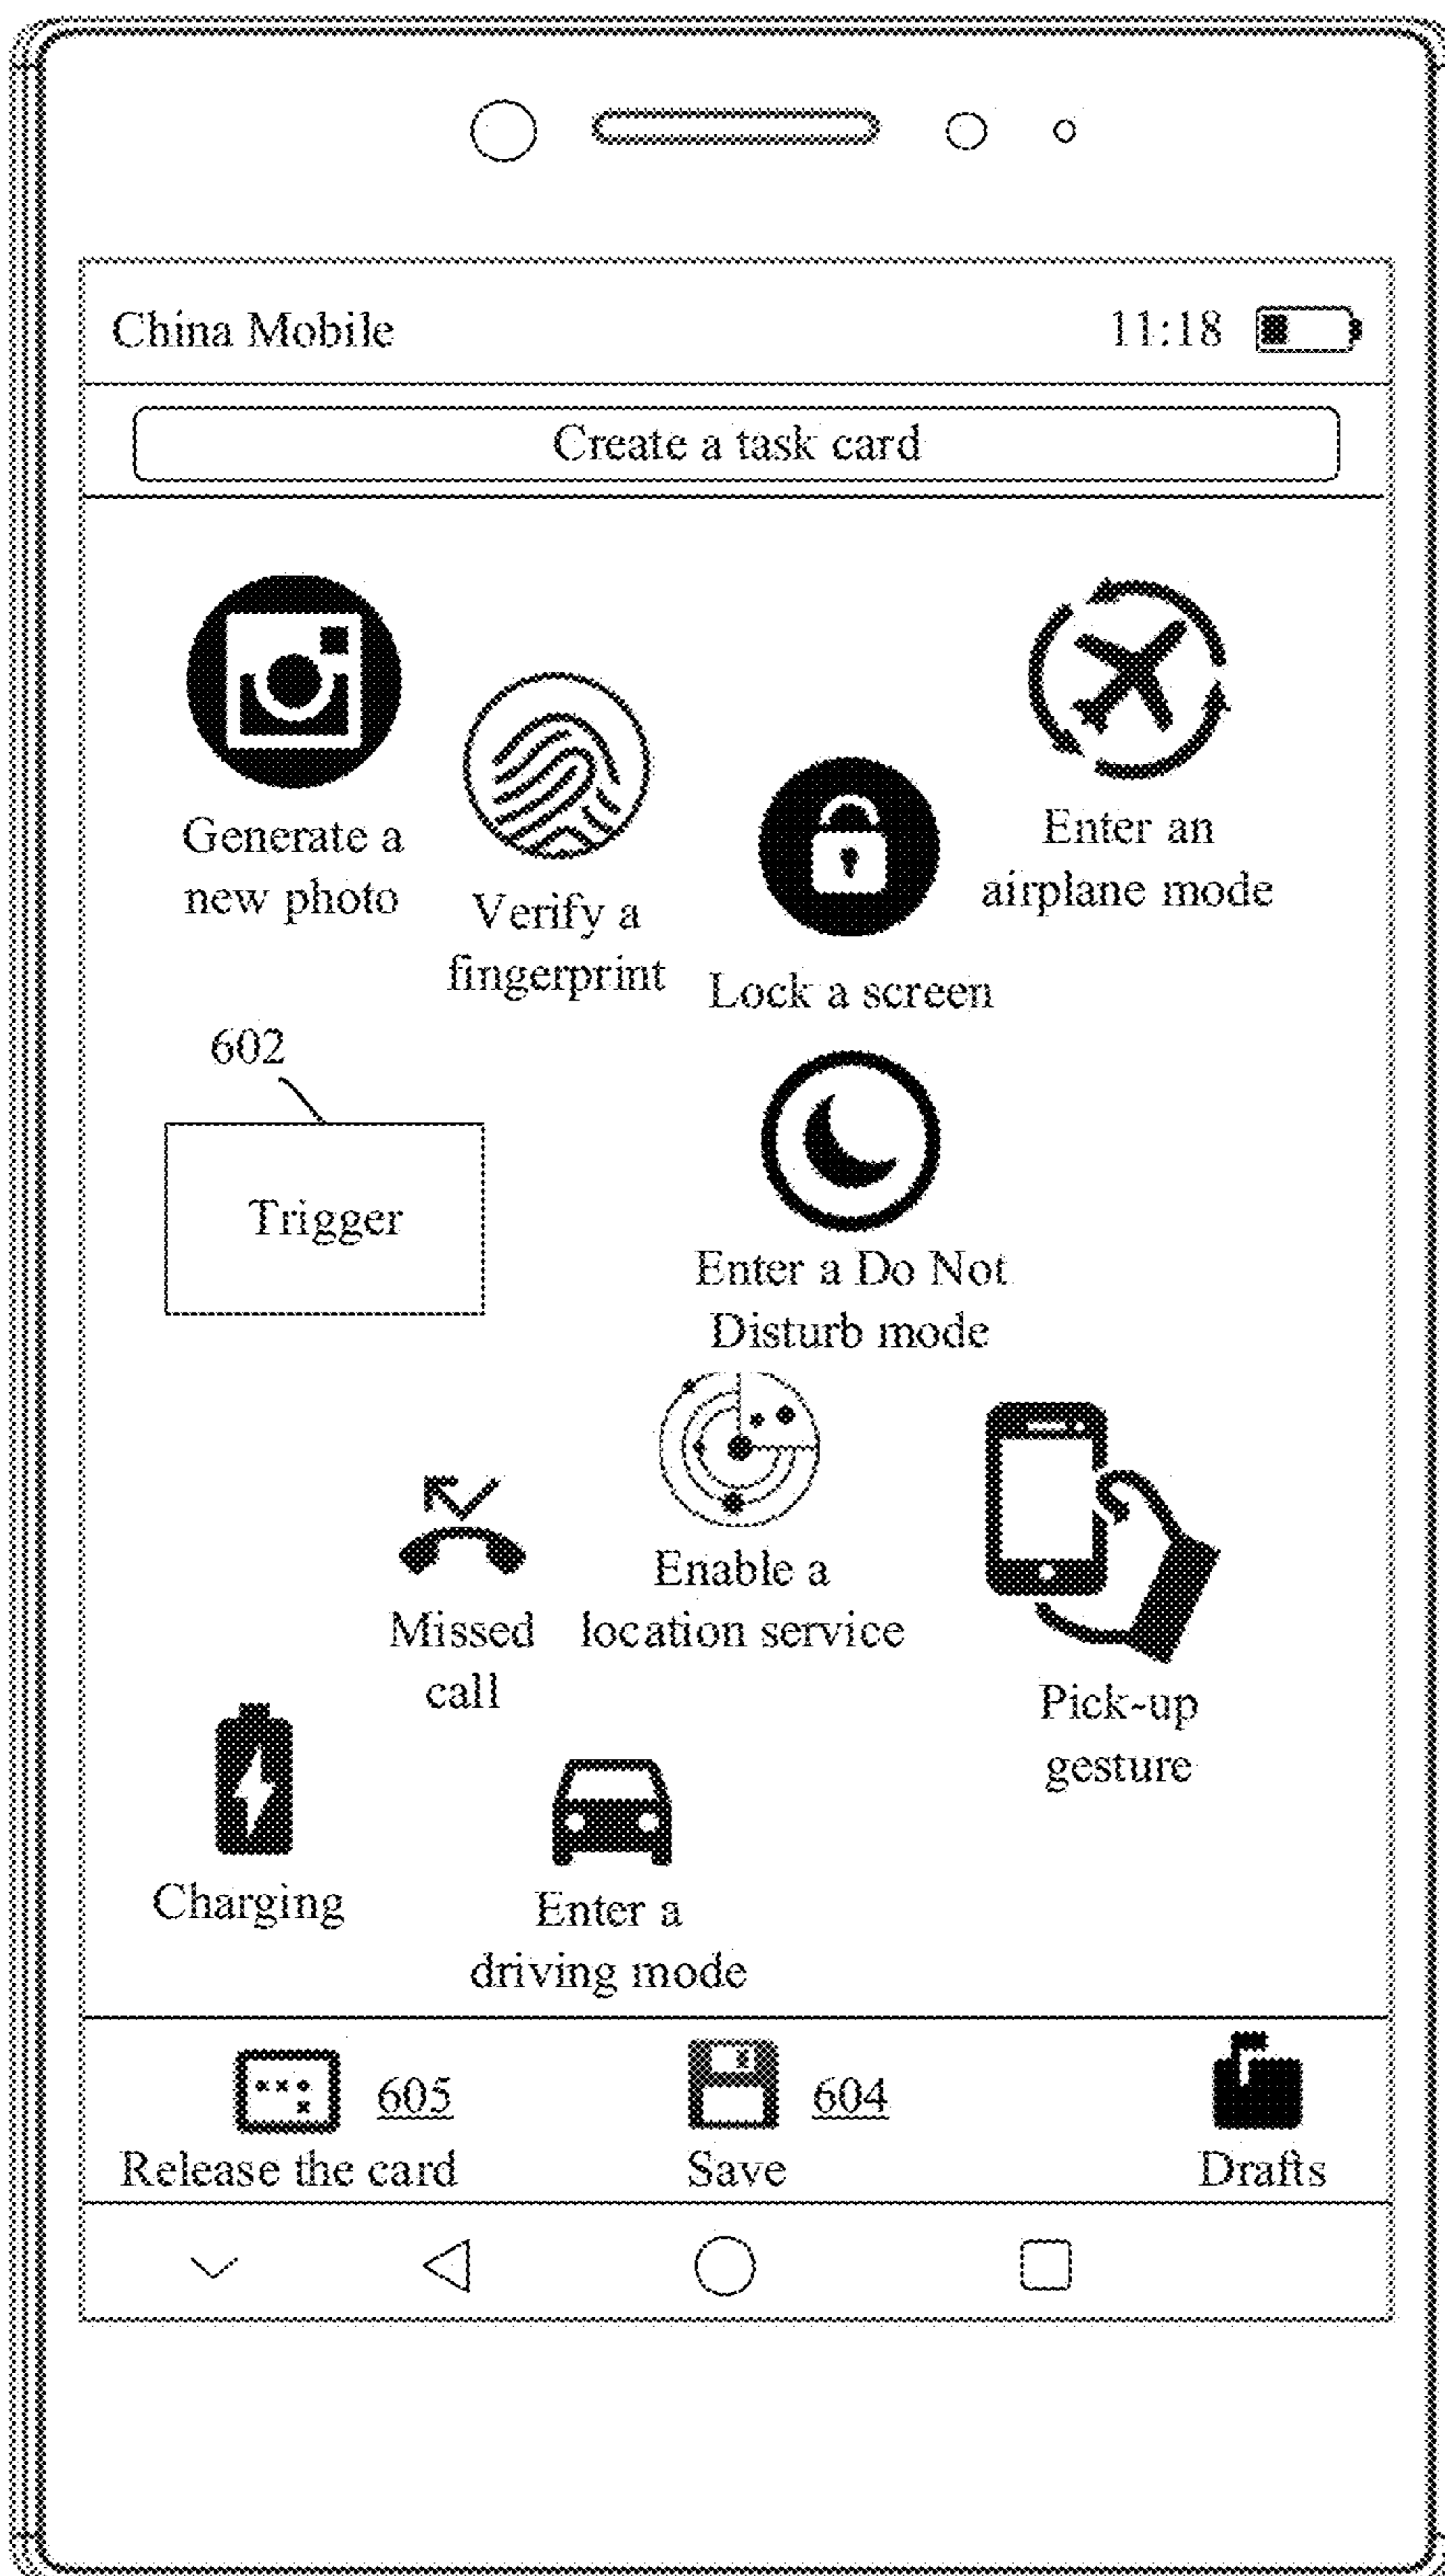 China Mobile
11:18
Create a task card
Generate a
new photo
Verify a
fingerprint
Lock a screen
Enter an
airplane mode
602
Trigger
Enter a Do Not
Disturb mode
Missed
call
Enable a
location service
Pick-up
gesture
Charging
Enter a
driving mode
605
Release the card
604
Save
Drafts